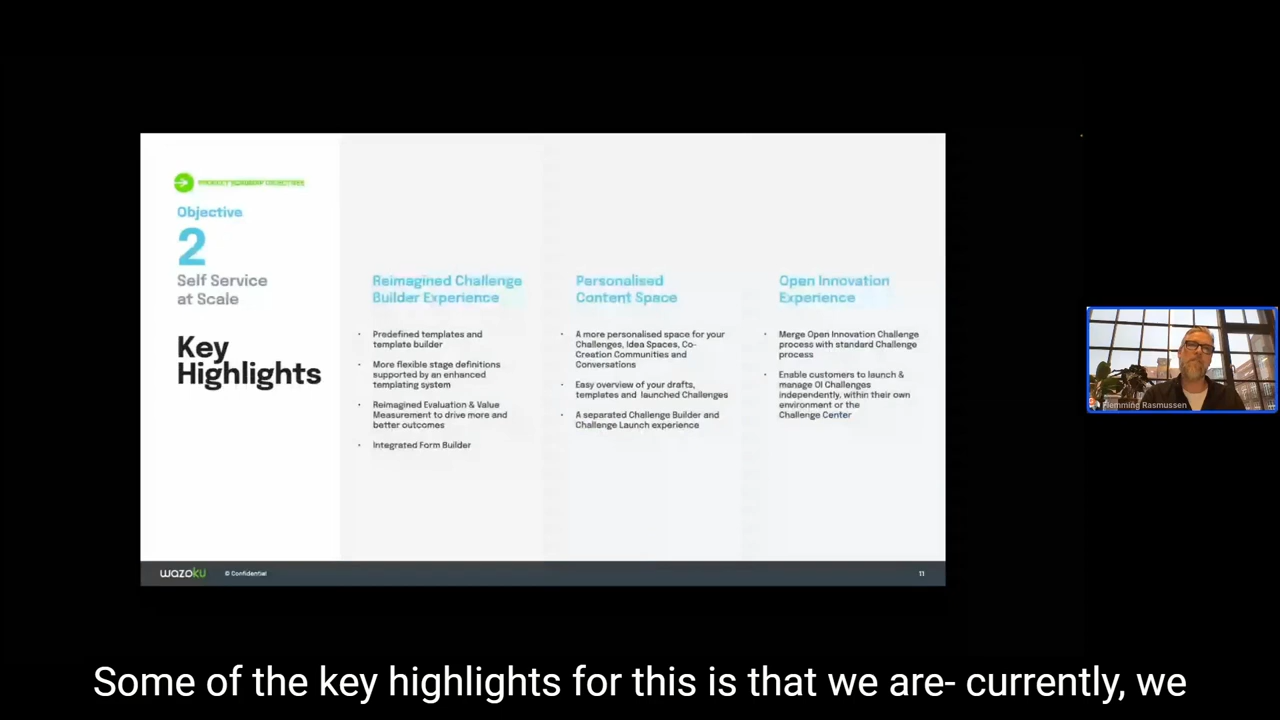 PRODUCT ROADMAP OBJECTIVES
Objective
2
Self Service
at Scale
Key
Highlights
Reimagined Challenge
Builder Experience
• Predefined templates and
template builder
• More flexible stage definitions
supported by an enhanced
templating system
• Reimagined Evaluation & Value
Measurement to drive more and
better outcomes
• Integrated Form Builder
Personalised
Content Space
• A more personalised space for your
Challenges, Idea Spaces, Co-
Creation Communities and
Conversations
• Easy overview of your drafts,
templates and launched Challenges
• A separated Challenge Builder and
Challenge Launch experience
Open Innovation
Experience
• Merge Open Innovation Challenge
process with standard Challenge
process
• Enable customers to launch &
manage OI Challenges
independently, within their own
environment or the
Challenge Center
wazoku
© Confidential
11
Flemming Rasmussen
Some of the key highlights for this is that we are- currently, we